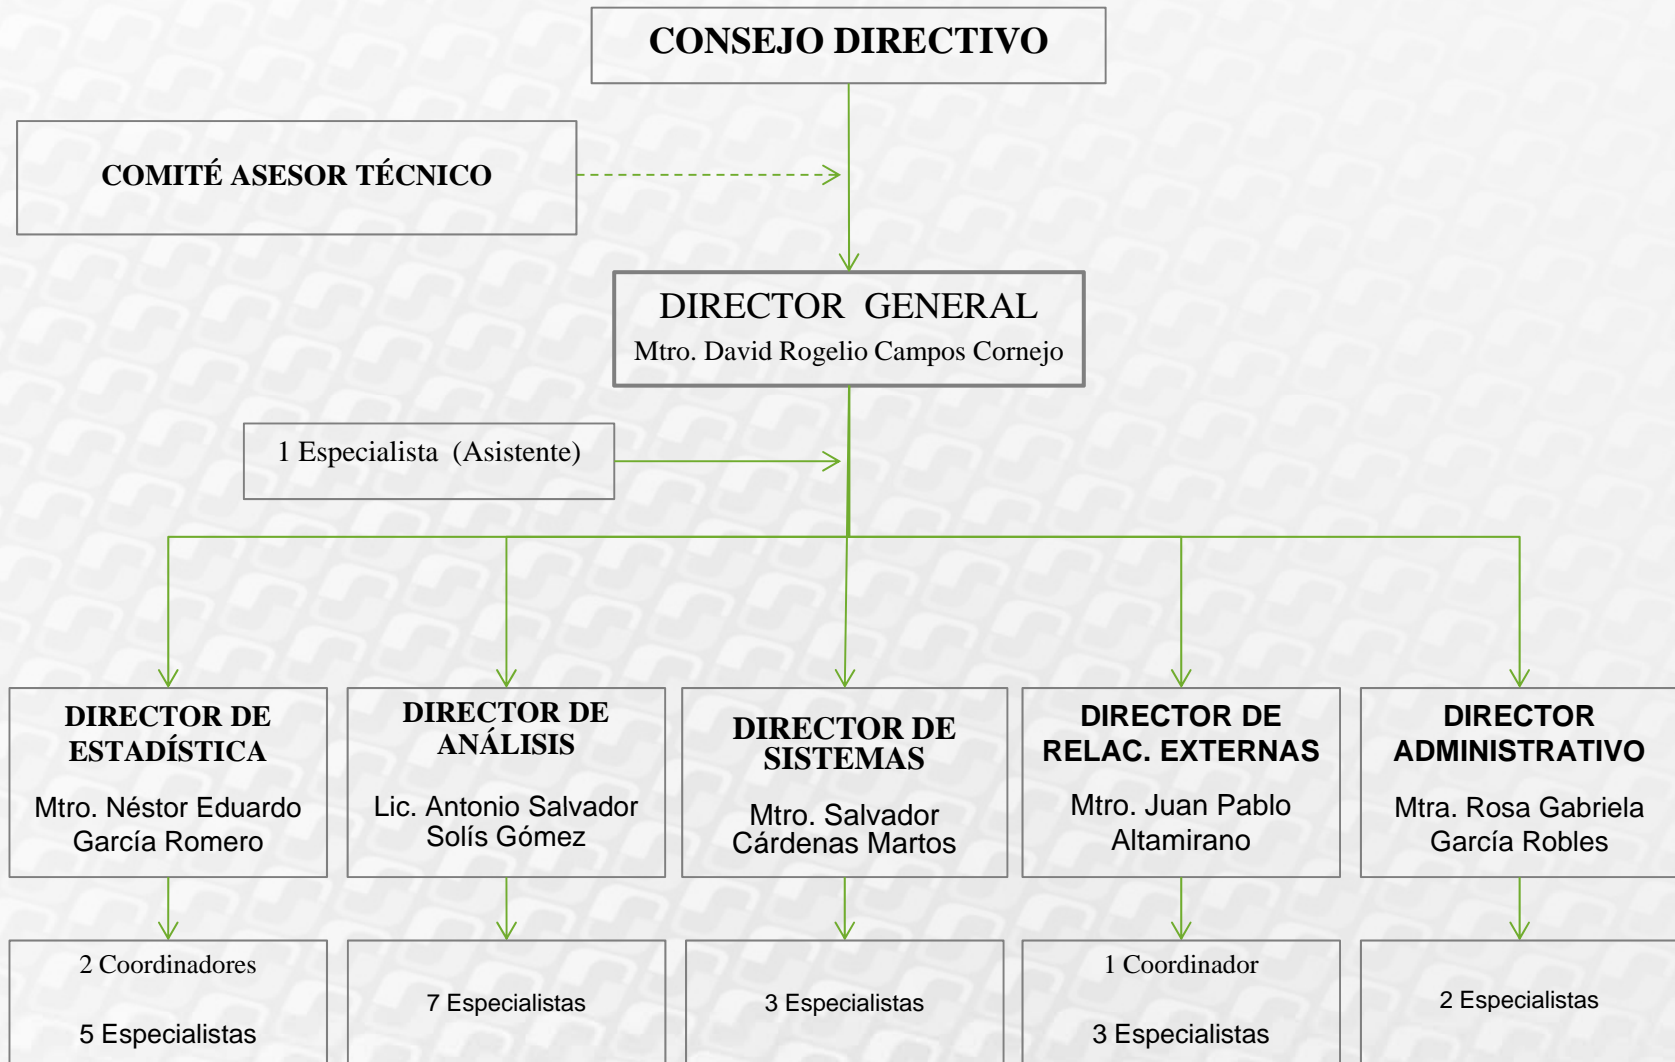 CONSEJO DIRECTIVO
COMITÉ ASESOR TÉCNICO
DIRECTOR GENERAL
Mtro. David Rogelio Campos Cornejo
1 Especialista (Asistente)
DIRECTOR DE
ESTADÍSTICA
Mtro. Néstor Eduardo
García Romero
DIRECTOR DE
ANÁLISIS
Lic. Antonio Salvador
Solís Gómez
DIRECTOR DE
SISTEMAS
Mtro. Salvador
Cárdenas Martos
DIRECTOR DE
RELAC. EXTERNAS
Mtro. Juan Pablo
Altamirano
DIRECTOR
ADMINISTRATIVO
Mtra. Rosa Gabriela
García Robles
2 Coordinadores
5 Especialistas
7 Especialistas
3 Especialistas
1 Coordinador
3 Especialistas
2 Especialistas